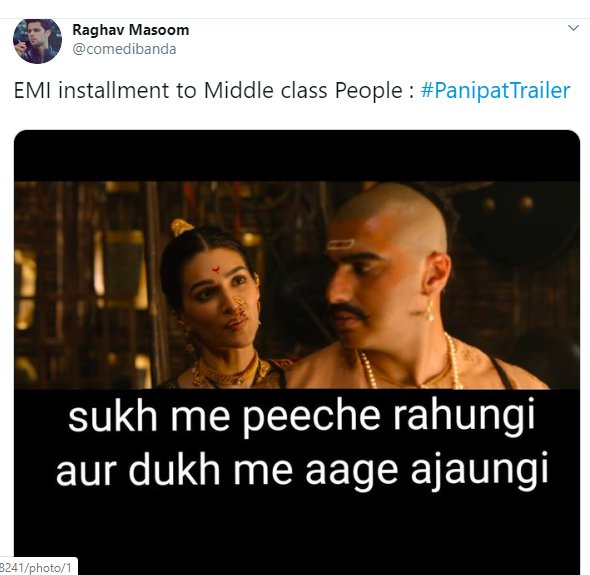 Raghav Masoom
@comedibanda
EMI installment to Middle class People : #PanipatTrailer
sukh me peeche rahungi
aur dukh me aage ajaungi
8241/photo/1